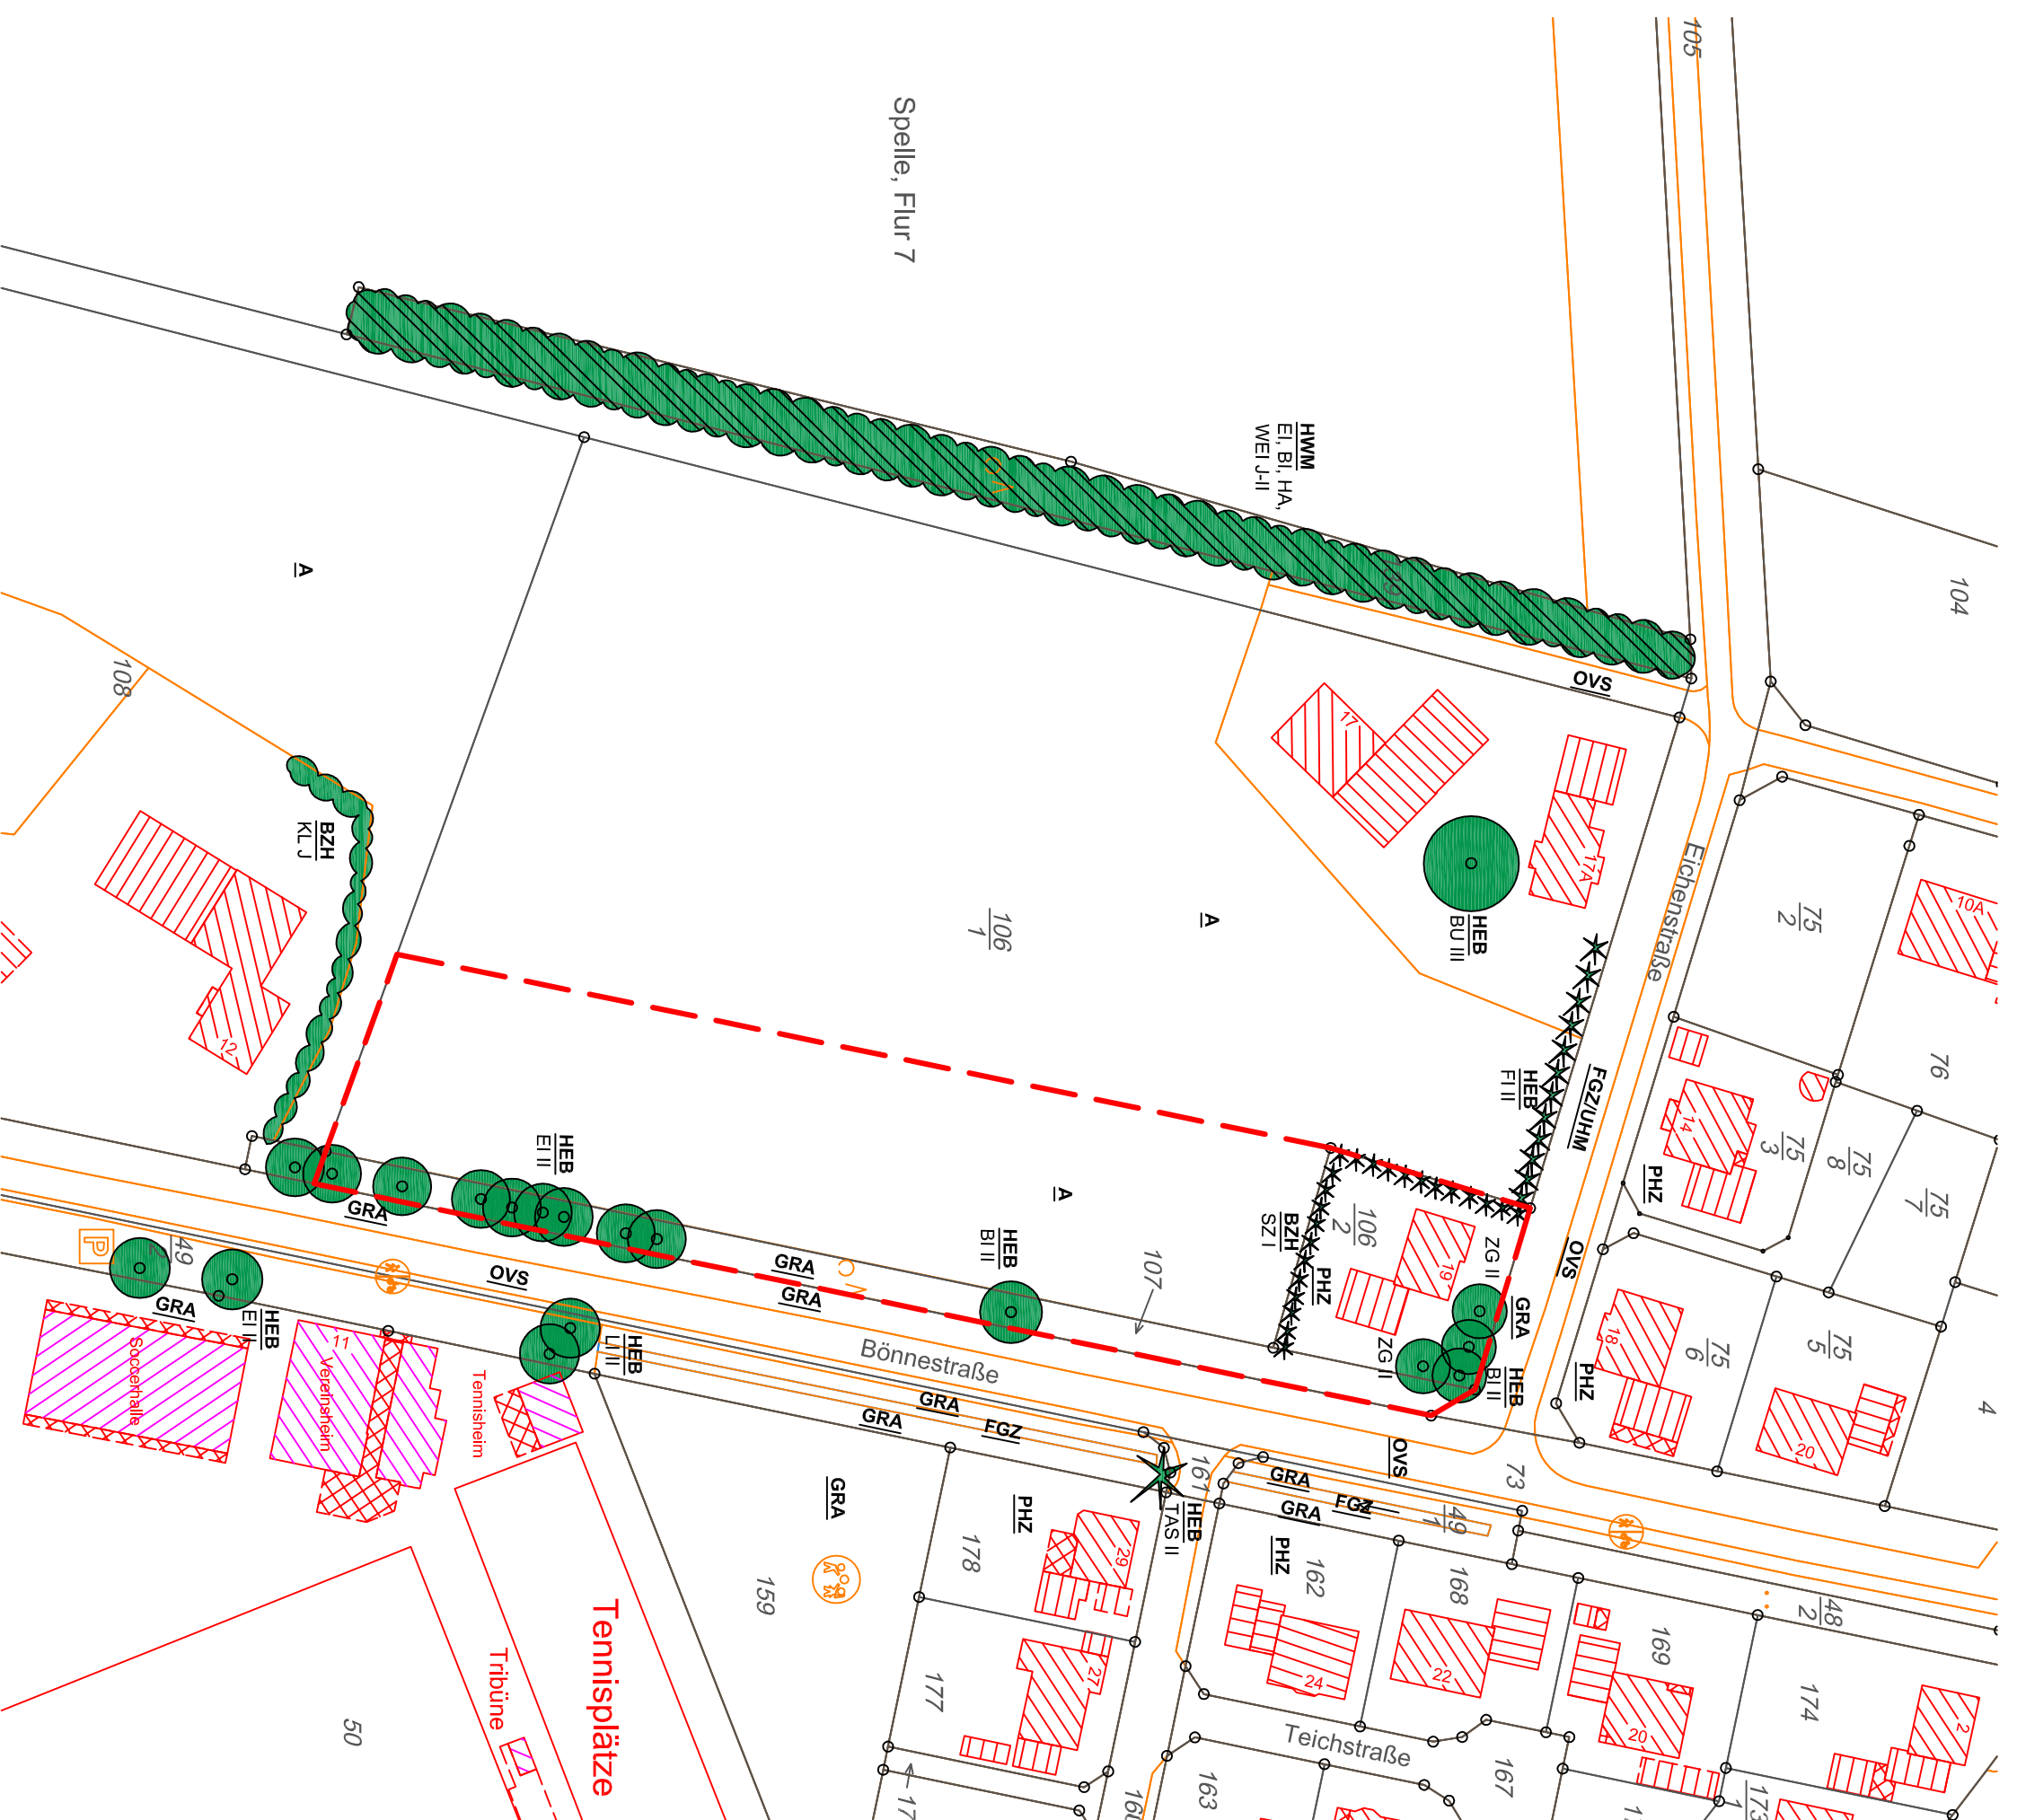 105
Spelle, Flur 7
104
HWM
EI, BI, HA,
WEI J-II
OVS
A
108
BZH
KL J
12
17
17A
HEB
BU III
Eichenstraße
75
2
10A
76
106
1
A
FGZ/UHM
HEB
FI II
14
75
3
75
8
75
7
PHZ
HEB
EI II
A
HEB
BI II
107
BZH
SZ I
PHZ
106
2
19
ZG II
ZG II
GRA
HEB
BI II
OVS
PHZ
18
75
6
75
5
20
4
GRA
GRA
GRA
OVS
P
49
2
GRA
HEB
EI II
HEB
LI II
Bönnestraße
GRA
FGZ
GRA
OVS
73
Soccerhalle
11
Vereinsheim
Tennisheim
GRA
161
HEB
TAS II
GRA
FGZ
GRA
49
1
PHZ
PHZ
178
29
159
162
24
168
22
169
20
48
2
174
2
177
27
Tennisplätze
Tribüne
50
Teichstraße
163
167
173
1